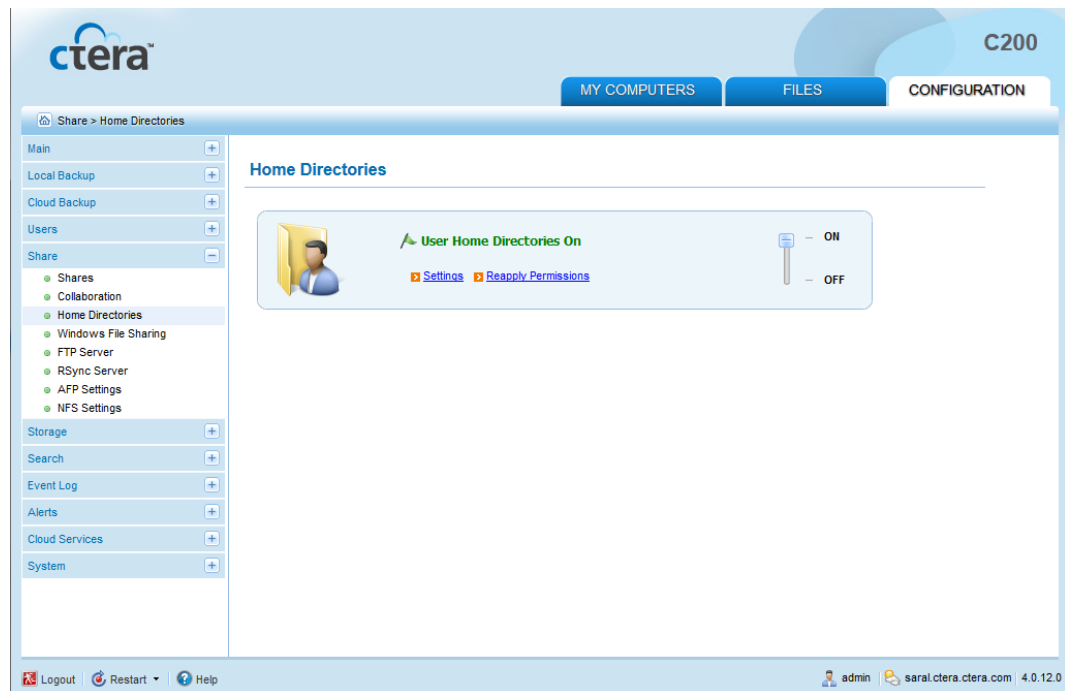 ctera™
C200
MY COMPUTERS
FILES
CONFIGURATION
Share > Home Directories
Main
Local Backup
Cloud Backup
Users
Share
Shares
Collaboration
Home Directories
Windows File Sharing
FTP Server
RSync Server
AFP Settings
NFS Settings
Storage
Search
Event Log
Alerts
Cloud Services
System
Home Directories
User Home Directories On
Settings Reapply Permissions
ON
OFF
Logout Restart Help
admin saral.ctera.ctera.com 4.0.12.0